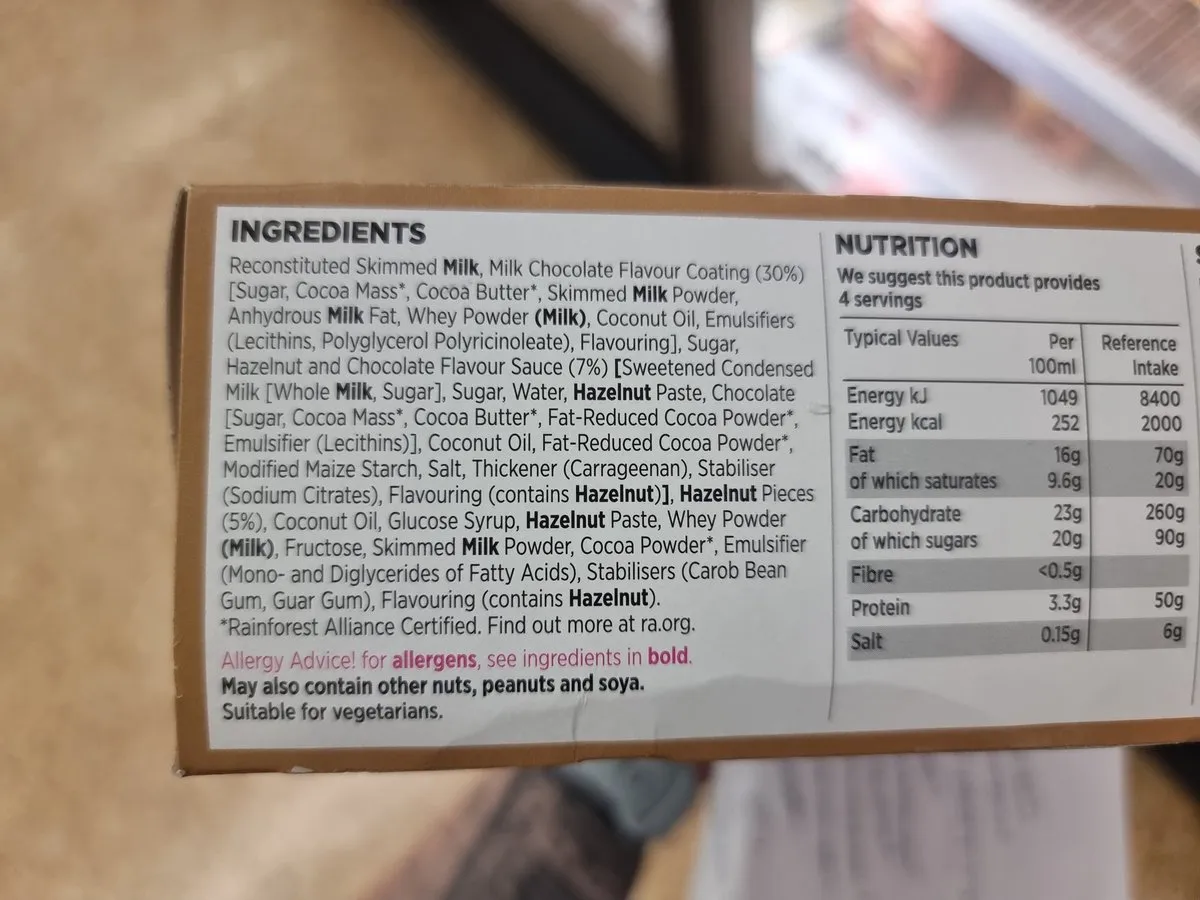 INGREDIENTS
Reconstituted Skimmed Milk, Milk Chocolate Flavour Coating (30%)
[Sugar, Cocoa Mass*, Cocoa Butter*, Skimmed Milk Powder,
Anhydrous Milk Fat, Whey Powder (Milk), Coconut Oil, Emulsifiers
(Lecithins, Polyglycerol Polyricinoleate), Flavouring], Sugar,
Hazelnut and Chocolate Flavour Sauce (7%) [Sweetened Condensed
Milk [Whole Milk, Sugar], Sugar, Water, Hazelnut Paste, Chocolate
[Sugar, Cocoa Mass*, Cocoa Butter*, Fat-Reduced Cocoa Powder*,
Emulsifier (Lecithins)], Coconut Oil, Fat-Reduced Cocoa Powder*,
Modified Maize Starch, Salt, Thickener (Carrageenan), Stabiliser
(Sodium Citrates), Flavouring (contains Hazelnut)], Hazelnut Pieces
(5%), Coconut Oil, Glucose Syrup, Hazelnut Paste, Whey Powder
(Milk), Fructose, Skimmed Milk Powder, Cocoa Powder*, Emulsifier
(Mono- and Diglycerides of Fatty Acids), Stabilisers (Carob Bean
Gum, Guar Gum), Flavouring (contains Hazelnut).
*Rainforest Alliance Certified. Find out more at ra.org.
Allergy Advice! for allergens, see ingredients in bold.
May also contain other nuts, peanuts and soya.
Suitable for vegetarians.
NUTRITION
We suggest this product provides
4 servings
Typical Values Per Reference
100ml Intake
Energy kJ 1049 8400
Energy kcal 252 2000
Fat 16g 70g
of which saturates 9.6g 20g
Carbohydrate 23g 260g
of which sugars 20g 90g
Fibre <0.5g
Protein 3.3g 50g
Salt 0.15g 6g